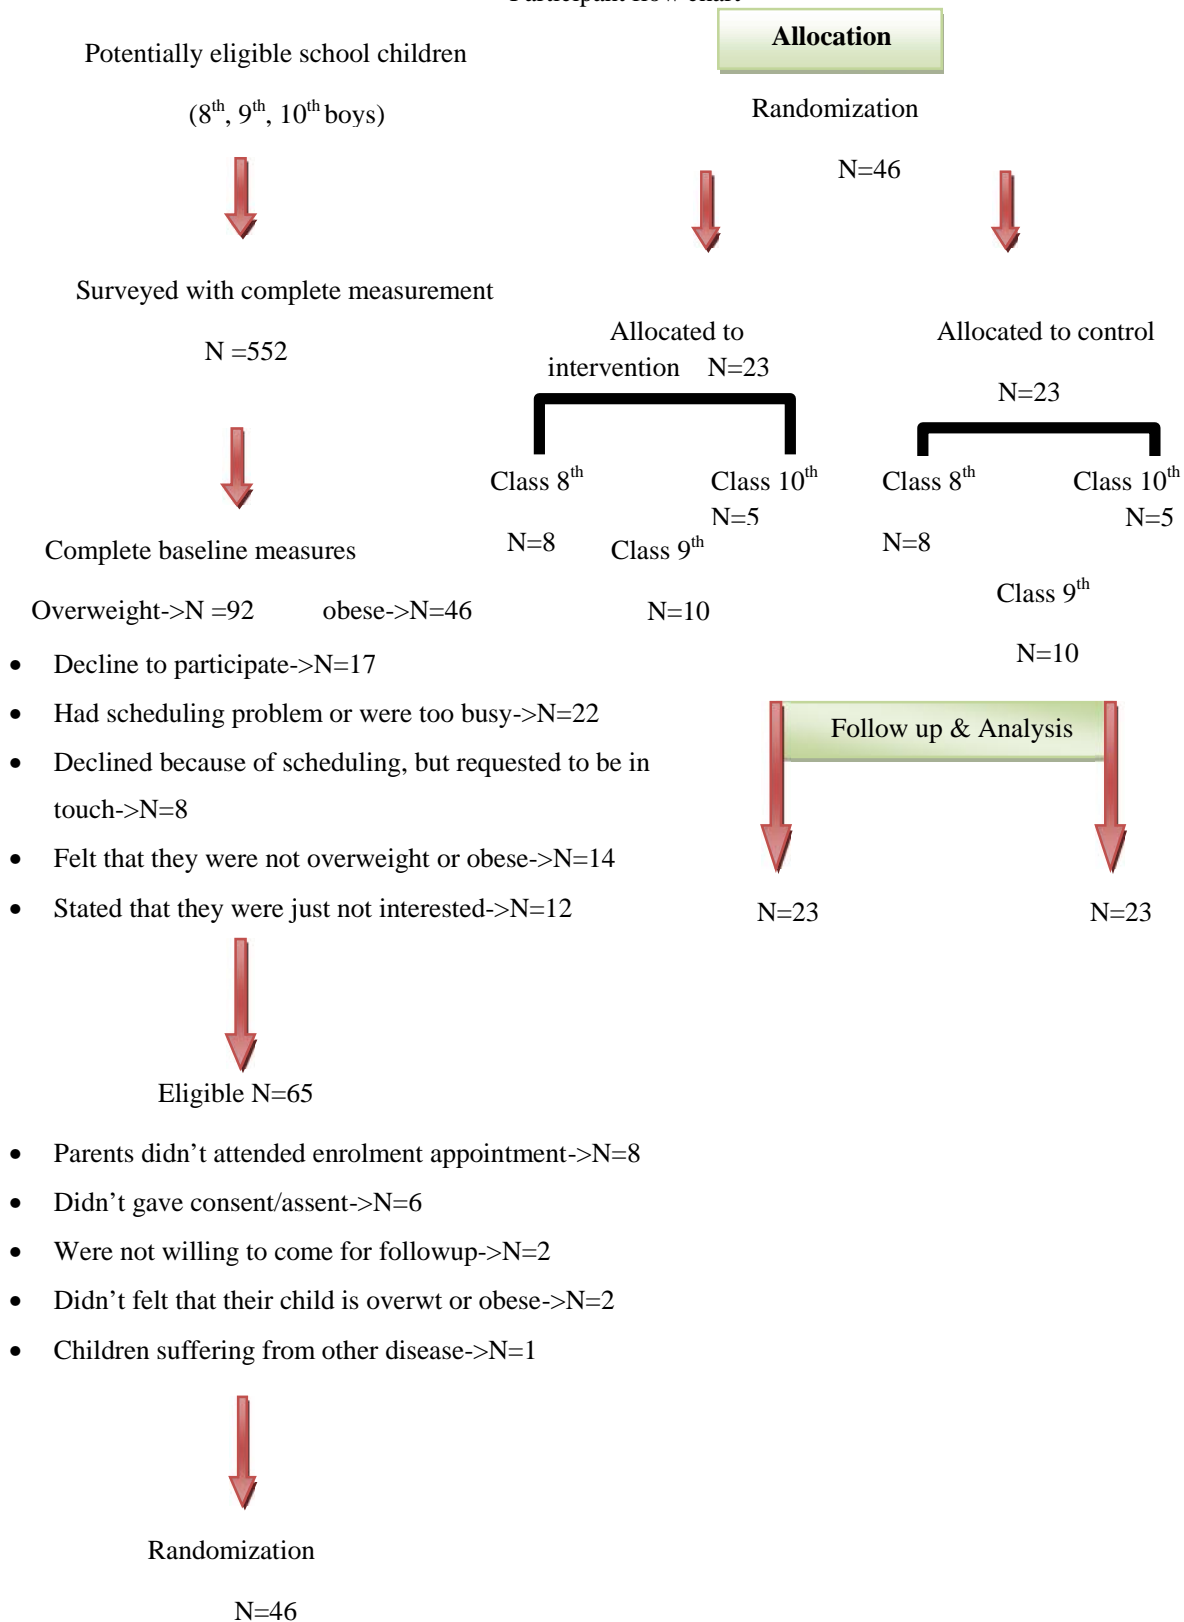 Participant flow chart
Potentially eligible school children
(8th, 9th, 10th boys)
Surveyed with complete measurement
N =552
Complete baseline measures
Overweight->N =92 obese->N=46
• Decline to participate->N=17
• Had scheduling problem or were too busy->N=22
• Declined because of scheduling, but requested to be in
touch->N=8
• Felt that they were not overweight or obese->N=14
• Stated that they were just not interested->N=12
Eligible N=65
• Parents didn’t attended enrolment appointment->N=8
• Didn’t gave consent/assent->N=6
• Were not willing to come for followup->N=2
• Didn’t felt that their child is overwt or obese->N=2
• Children suffering from other disease->N=1
Randomization
N=46
Allocation
Randomization
N=46
Allocated to
intervention N=23
Class 8th
N=8
Class 9th
N=10
Class 10th
N=5
Allocated to control
N=23
Class 8th
N=8
Class 9th
N=10
Class 10th
N=5
Follow up & Analysis
N=23
N=23